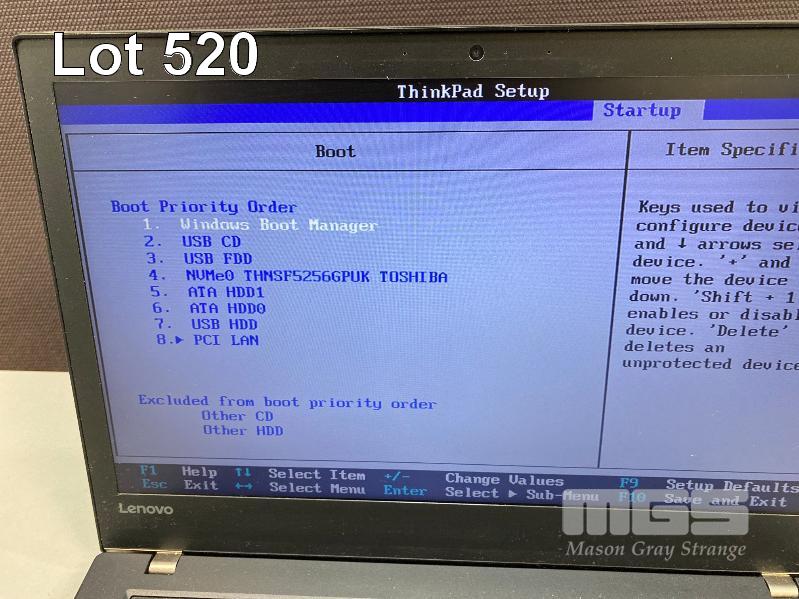 Lot 520
ThinkPad Setup
Startup
Boot
Item Specifi
Boot Priority Order
1. Windows Boot Manager
2. USB CD
3. USB FDD
4. NVMe0 THNSF5256GPUK TOSHIBA
5. ATA HDD1
6. ATA HDD0
7. USB HDD
8.▶ PCI LAN
Excluded from boot priority order
Other CD
Other HDD
Keys used to vi
configure devic
and ↓ arrows se
device. '+' and
move the device
down. 'Shift + 1
enables or disabl
device. 'Delete'
deletes an
unprotected device
F1 Help ↑↓ Select Item +/- Change Values F9 Setup Defaults
Esc Exit ↔ Select Menu Enter Select ▶ Sub-Menu F10 Save and Exit
Lenovo
MGS
Mason Gray Strange